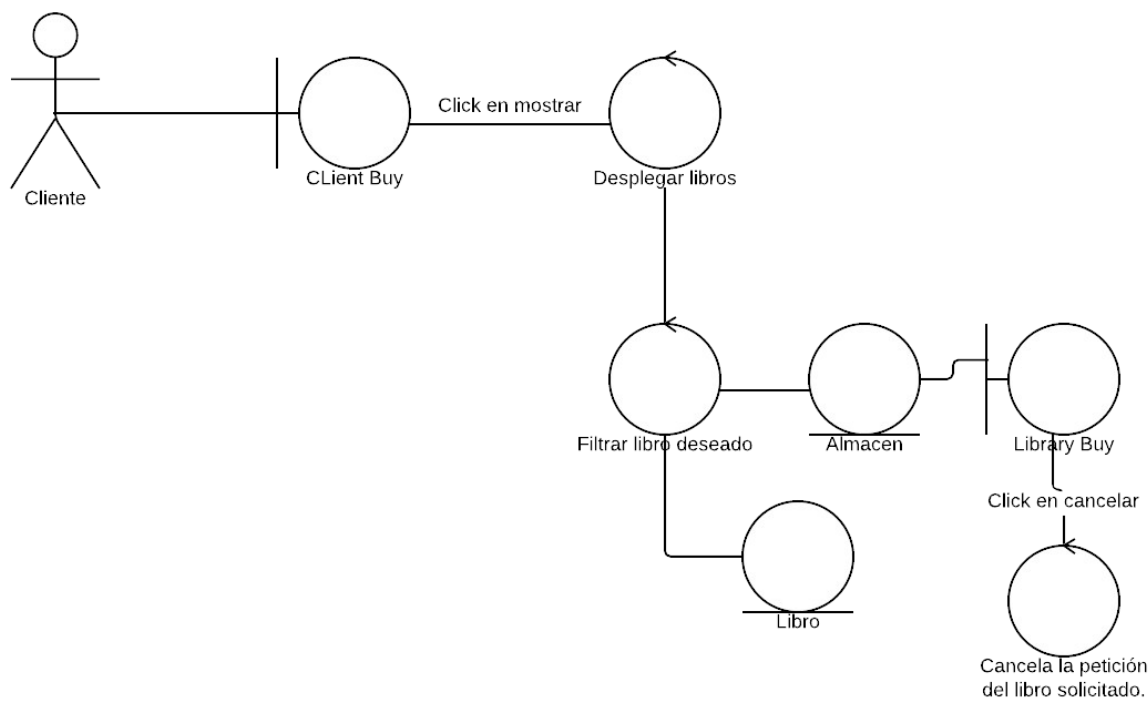 Click en mostrar
Cliente
CLient Buy
Desplegar libros
Filtrar libro deseado
Almacen
Library Buy
Click en cancelar
Libro
Cancela la petición
del libro solicitado.